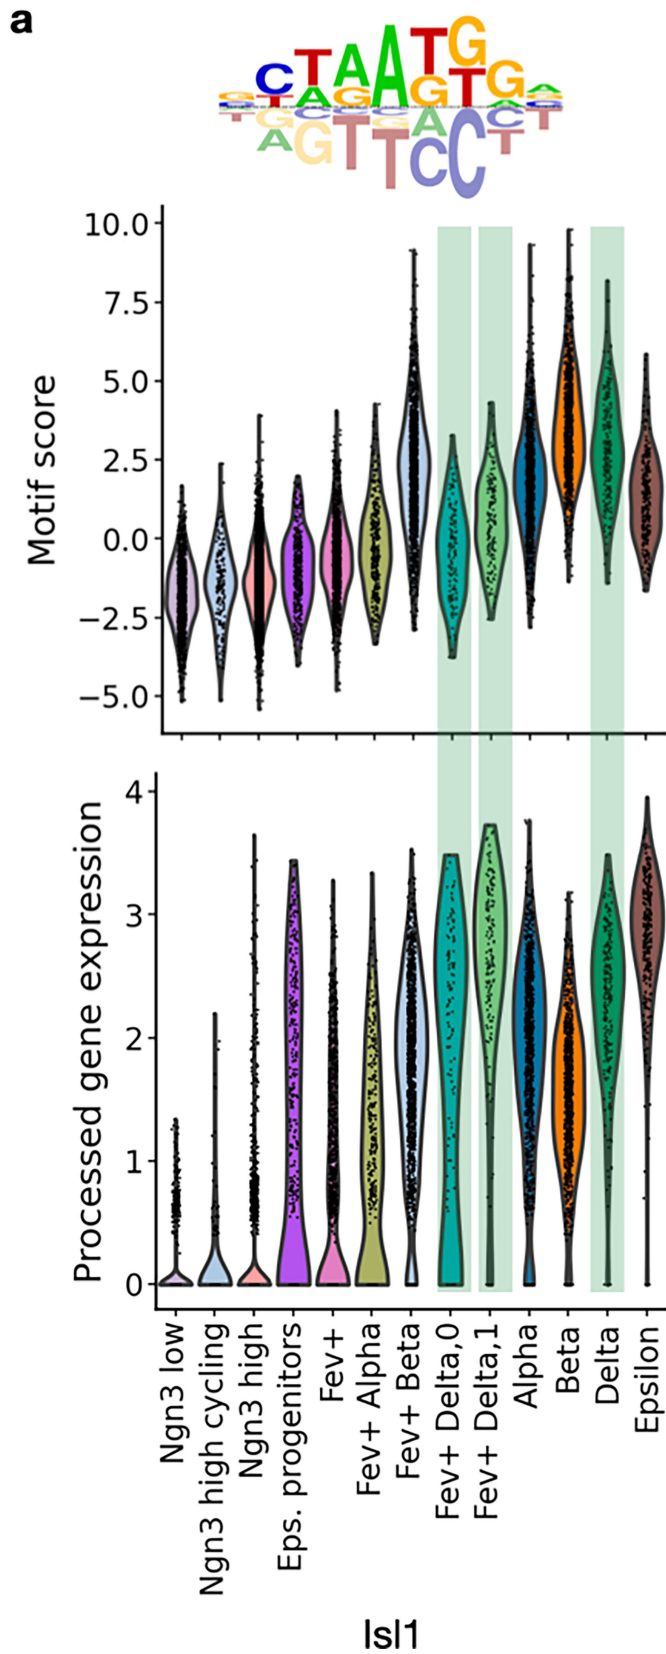 a
Motif score
10.0
7.5
5.0
2.5
0.0
−2.5
−5.0
Processed gene expression
4
3
2
1
0
Ngn3 low
Ngn3 high cycling
Ngn3 high
Eps. progenitors
Fev+
Fev+ Alpha
Fev+ Beta
Fev+ Delta,0
Fev+ Delta,1
Alpha
Beta
Delta
Epsilon
Isl1